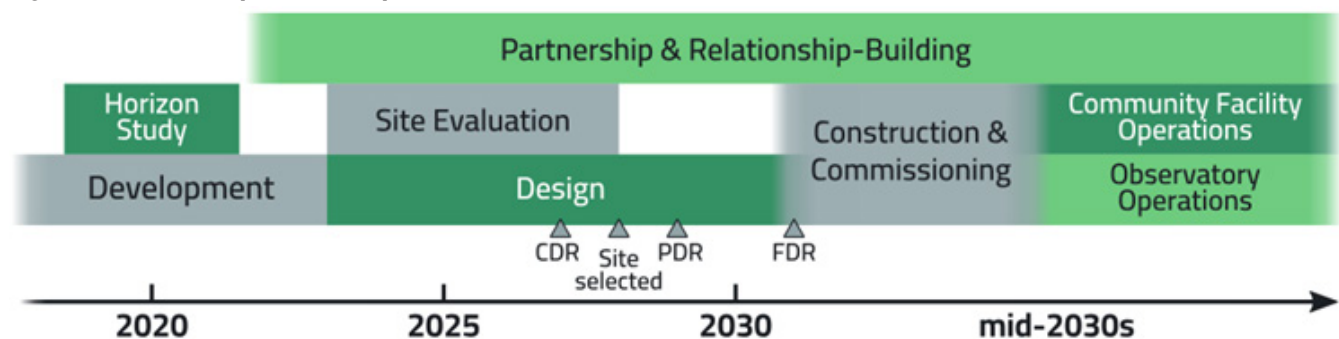 Partnership & Relationship-Building
Horizon
Study
Site Evaluation
Construction &
Commissioning
Community Facility
Operations
Development
Design
Observatory
Operations
CDR
Site
selected
PDR
FDR
2020
2025
2030
mid-2030s